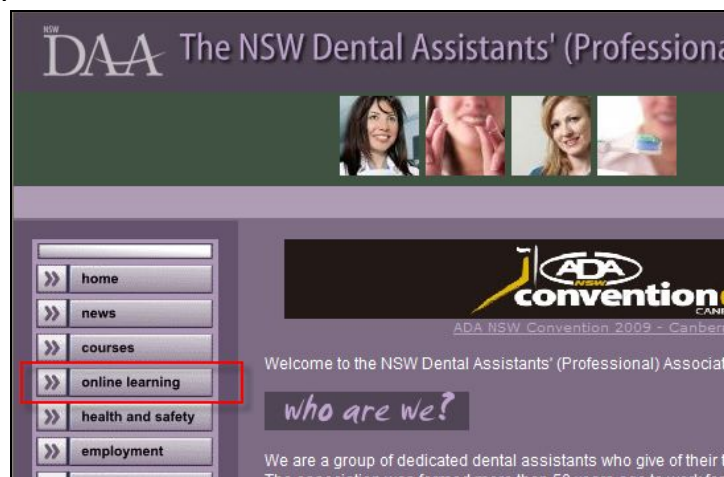 NSW
DAA The NSW Dental Assistants' (Professiona
ADA
NSW
convention
CAN
ADA NSW Convention 2009 - Canber
home
news
courses
online learning
health and safety
employment
Welcome to the NSW Dental Assistants' (Professional) Associat
who are we?
We are a group of dedicated dental assistants who give of their t